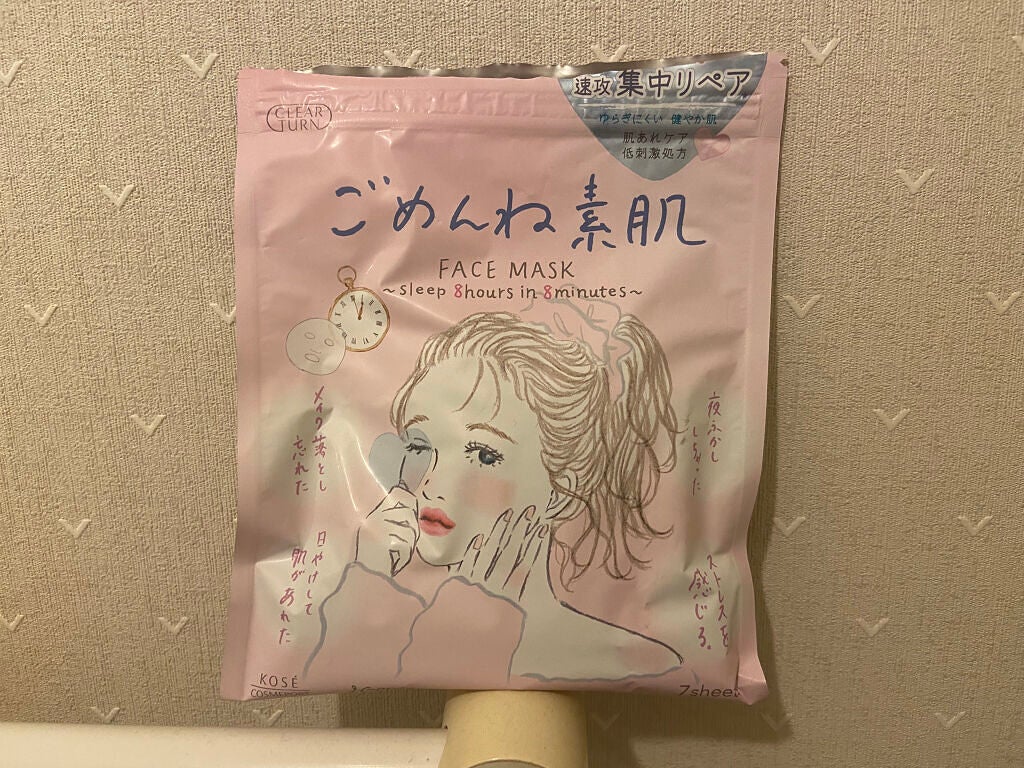 CLEAR
TURN
速攻 集中リペア
ゆらぎにくい 健やか肌
肌あれケア
低刺激処方
ごめんね素肌
FACE MASK
~sleep 8hours in 8minutes~
メイク落とし
忘れた
夜ふかし
しちゃった
日やけして
肌があれた
ストレスを
感じる。
KOSÉ
COSMEPORT
7sheet